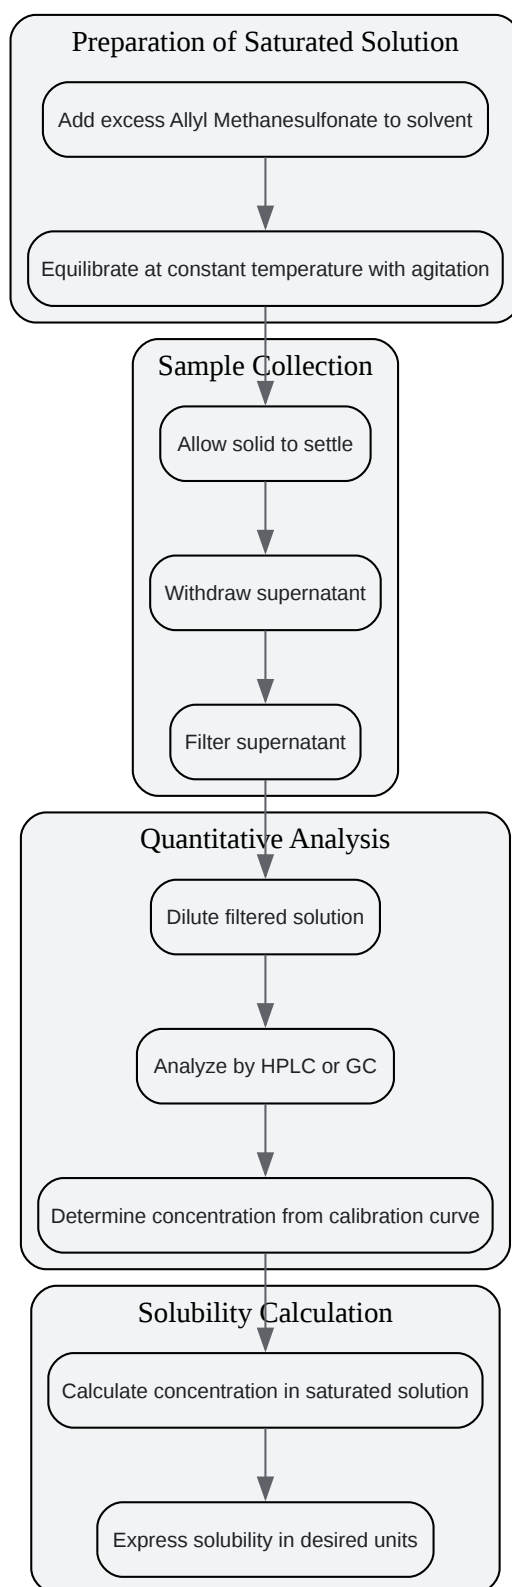 Preparation of Saturated Solution
Add excess Allyl Methanesulfonate to solvent
Equilibrate at constant temperature with agitation
Sample Collection
Allow solid to settle
Withdraw supernatant
Filter supernatant
Quantitative Analysis
Dilute filtered solution
Analyze by HPLC or GC
Determine concentration from calibration curve
Solubility Calculation
Calculate concentration in saturated solution
Express solubility in desired units